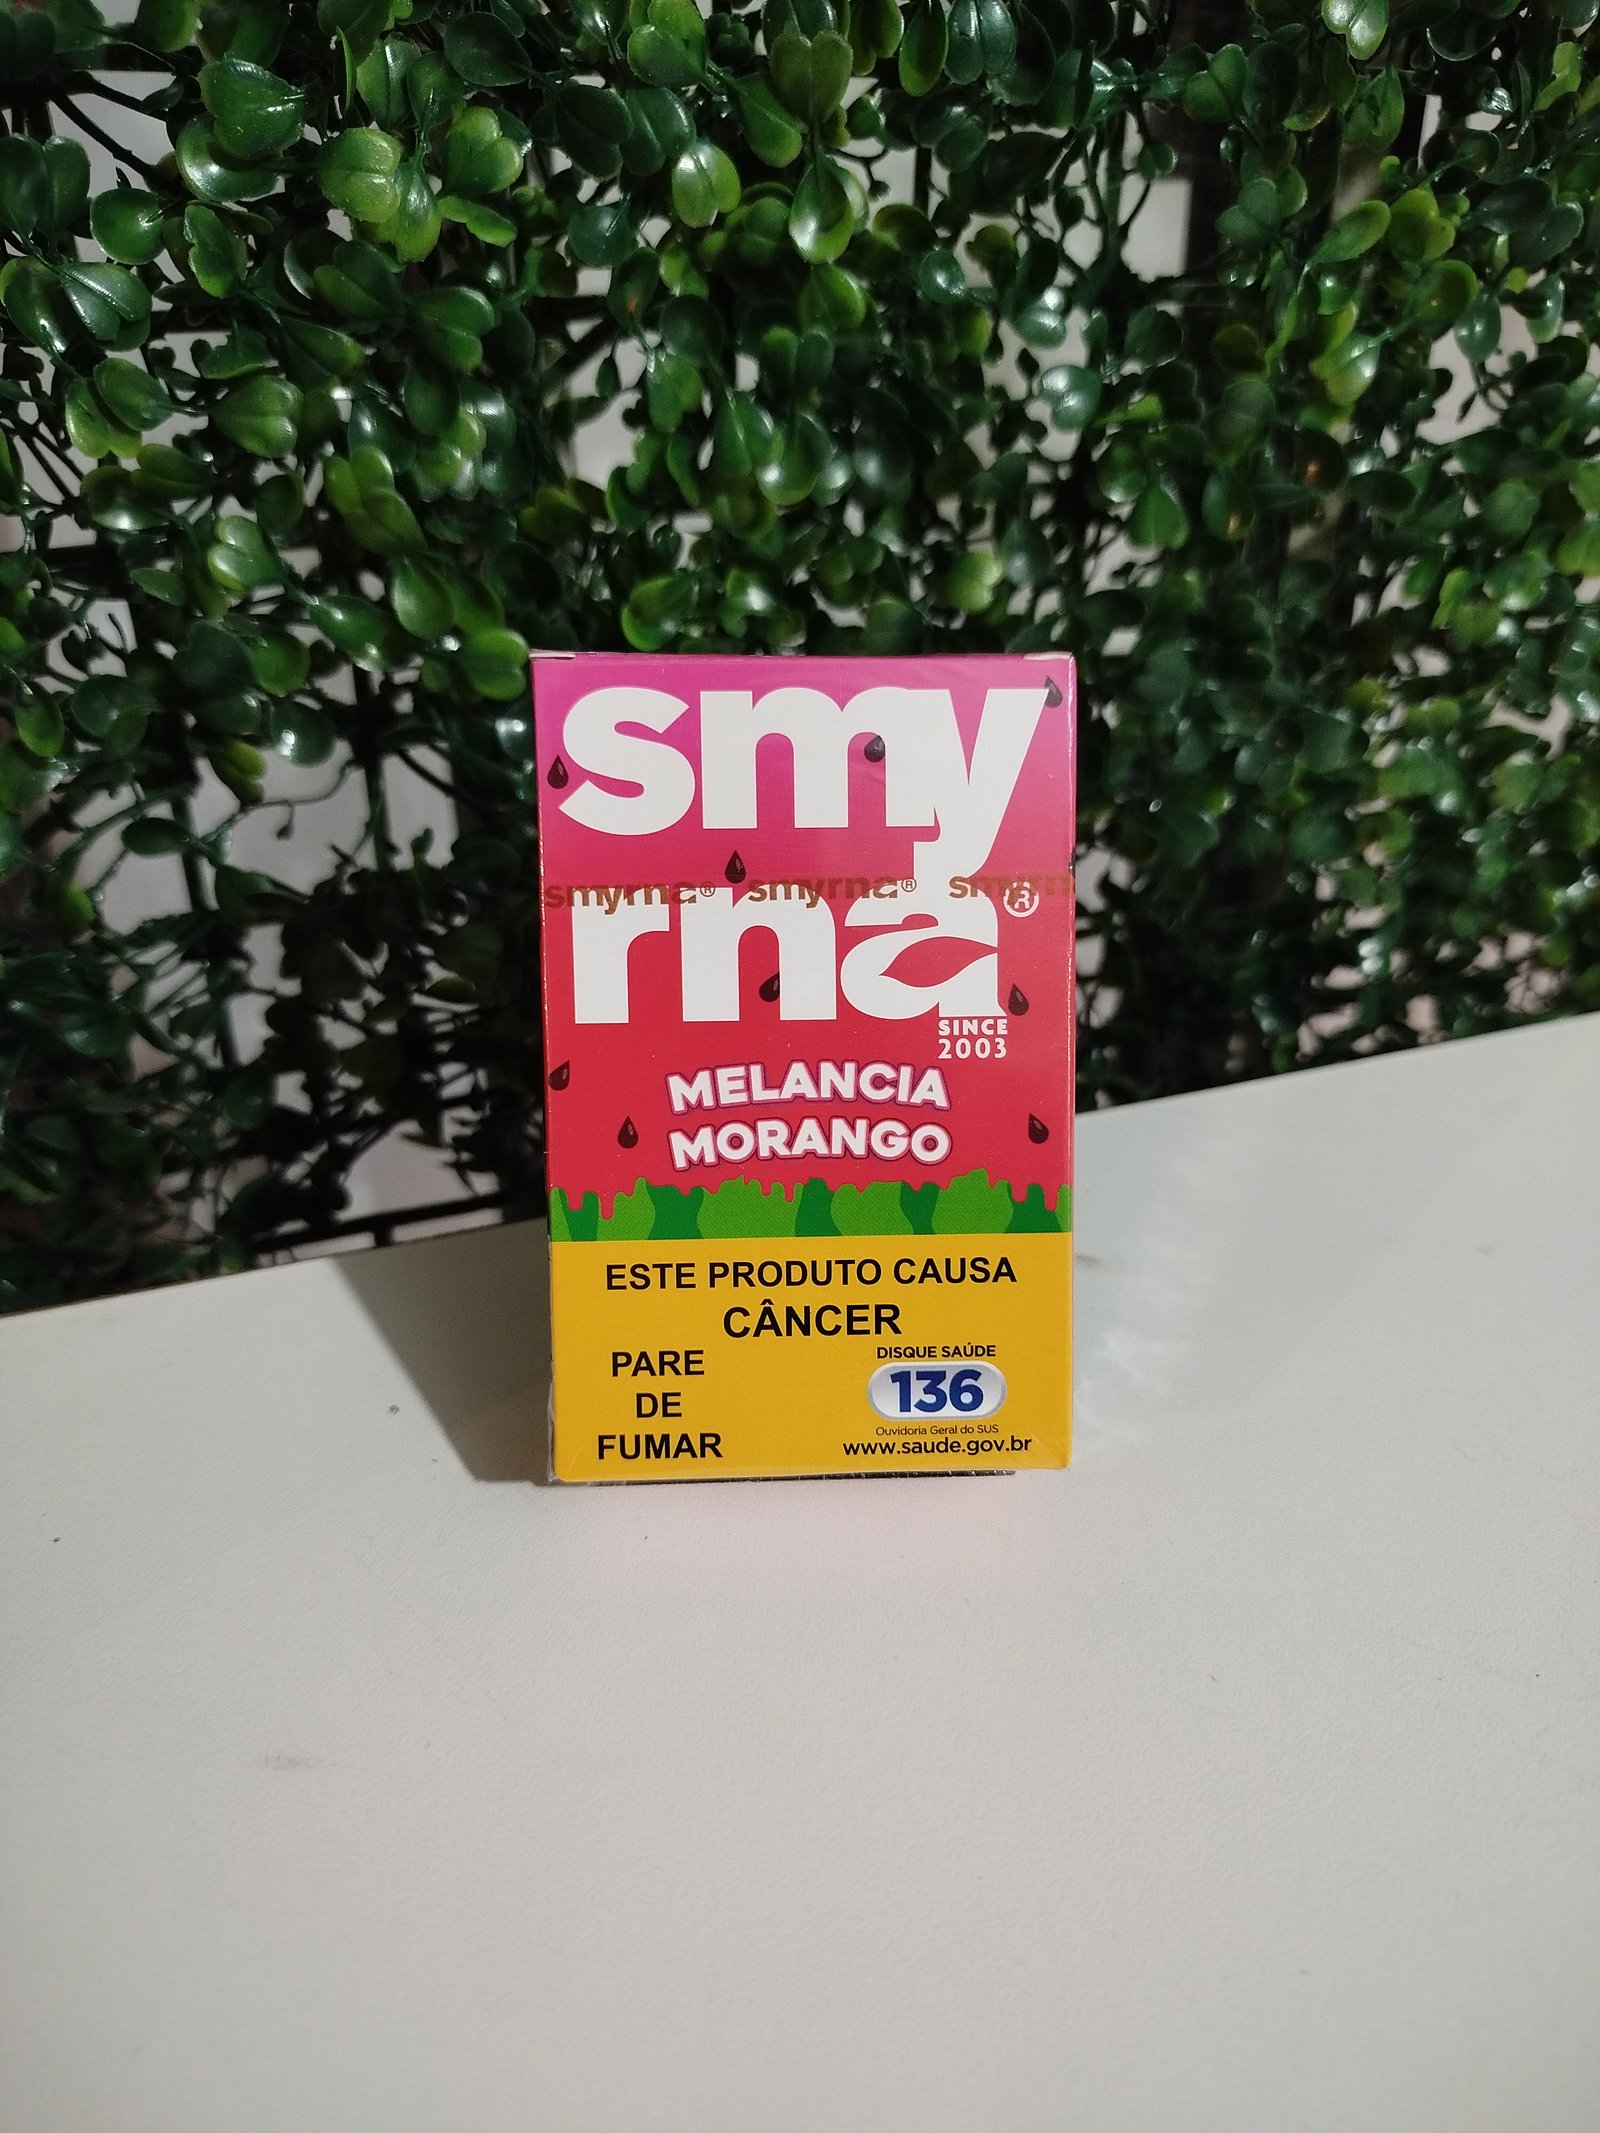 smy
smyrna® smyrna® smyrn
rna®
SINCE
2003
MELANCIA
MORANGO
ESTE PRODUTO CAUSA
CÂNCER
PARE
DE
FUMAR
DISQUE SAÚDE
136
Ouvidoria Geral do SUS
www.saude.gov.br